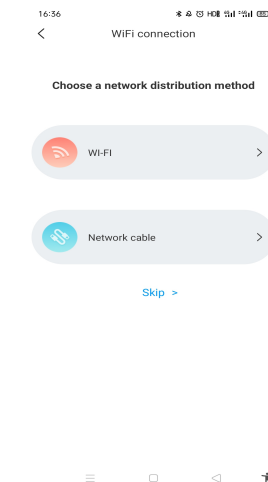 16:36
WiFi connection
Choose a network distribution method
WI-FI
Network cable
Skip >